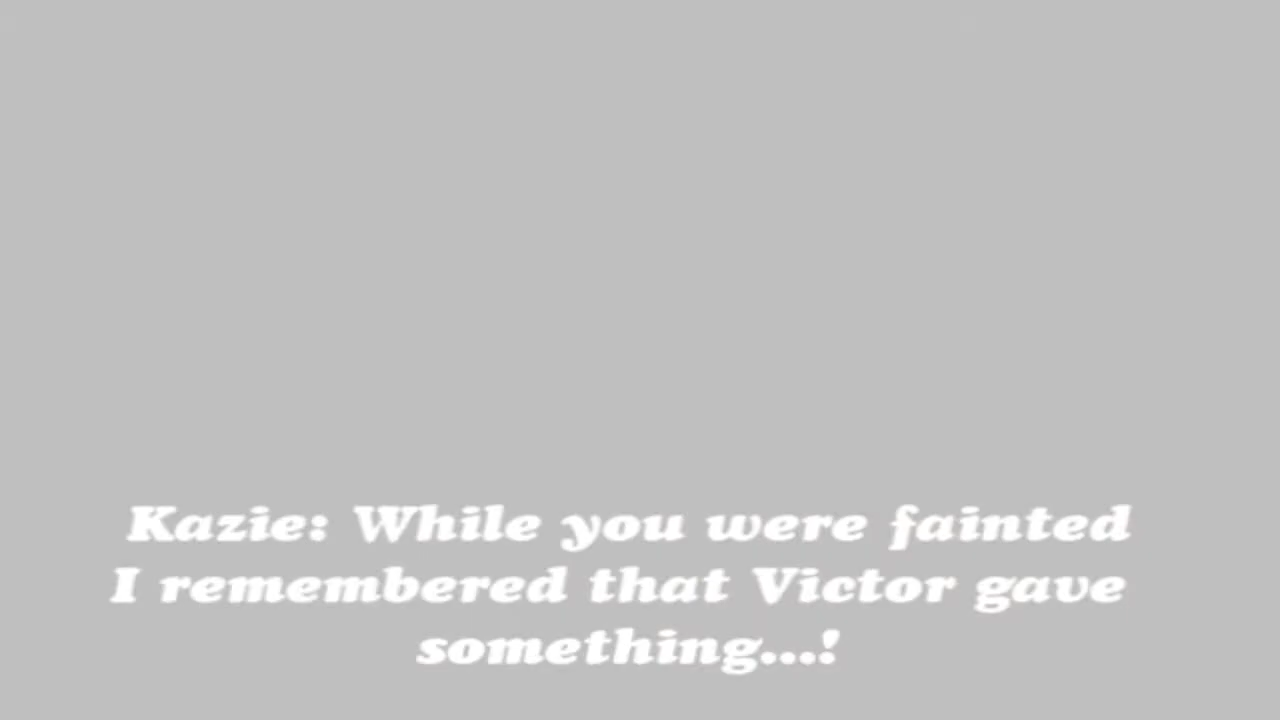 Kazie: While you were fainted
I remembered that Victor gave
something...!